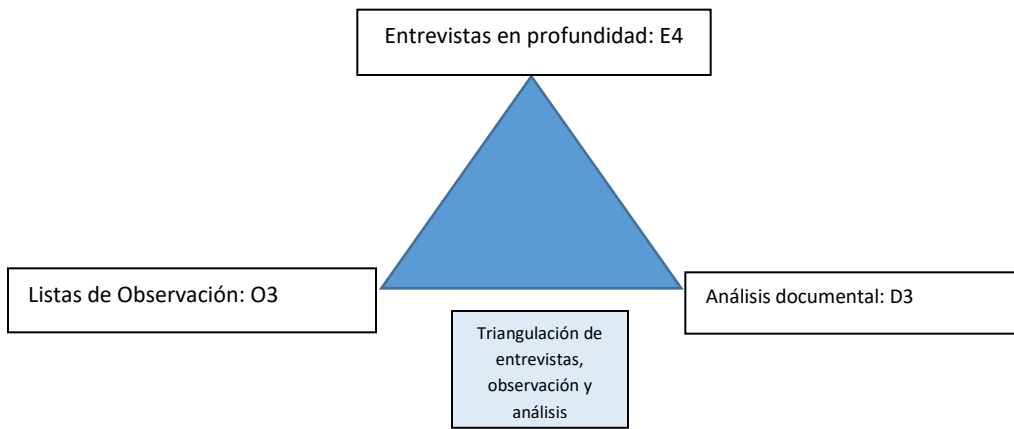 Entrevistas en profundidad: E4
Listas de Observación: O3
Análisis documental: D3
Triangulación de
entrevistas,
observación y
análisis